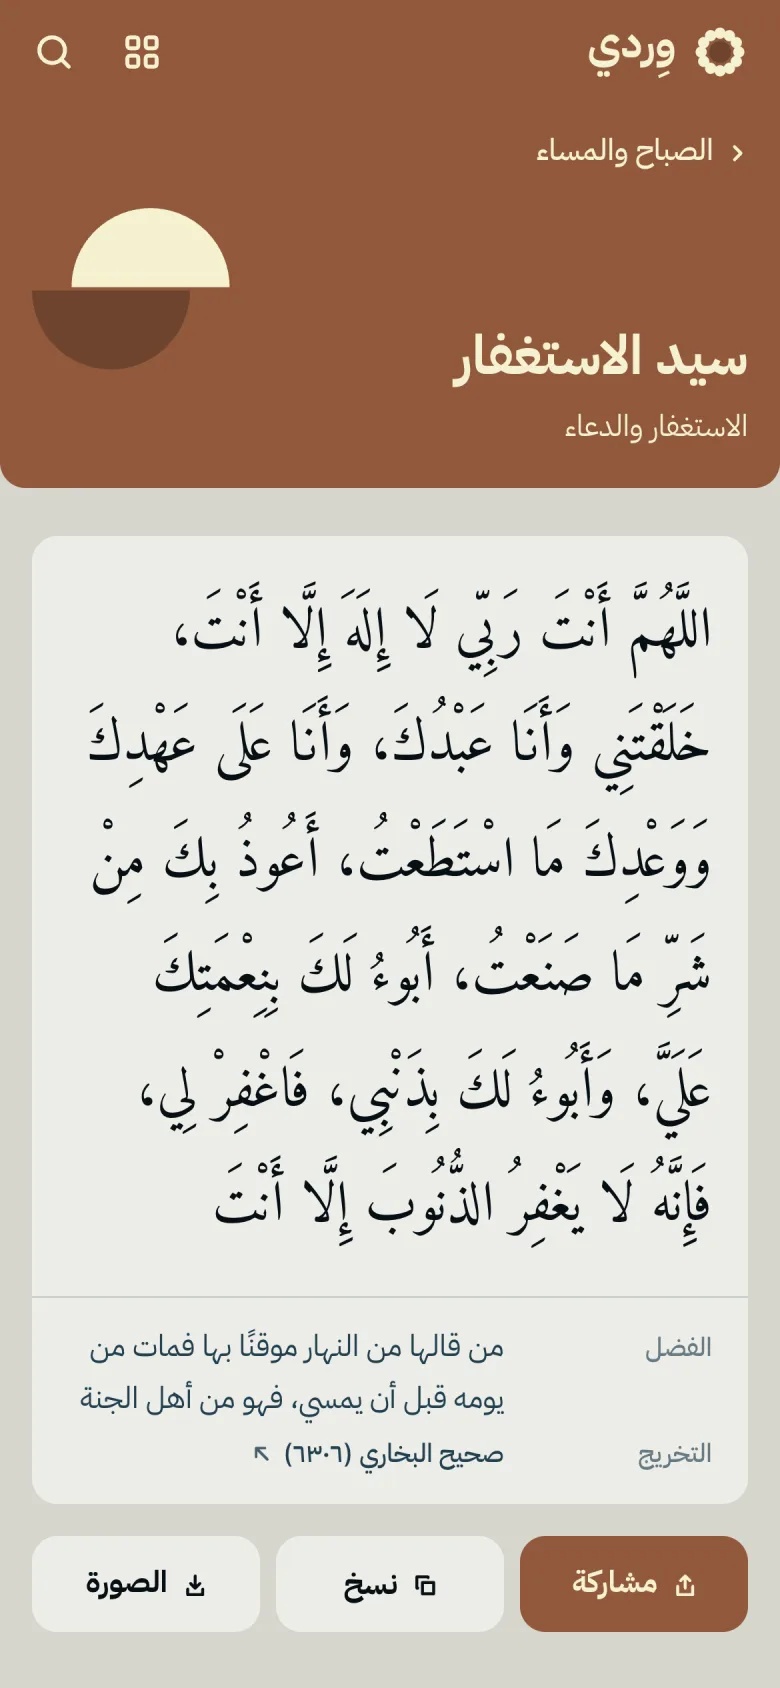 وِردي
الصباح والمساء
سيد الاستغفار
الاستغفار والدعاء
اللَّهُمَّ أَنْتَ رَبِّي لَا إِلَهَ إِلَّا أَنْتَ،
خَلَقْتَنِي وَأَنَا عَبْدُكَ، وَأَنَا عَلَى عَهْدِكَ
وَوَعْدِكَ مَا اسْتَطَعْتُ، أَعُوذُ بِكَ مِنْ
شَرِّ مَا صَنَعْتُ، أَبُوءُ لَكَ بِنِعْمَتِكَ
عَلَيَّ، وَأَبُوءُ لَكَ بِذَنْبِي، فَاغْفِرْ لِي،
فَإِنَّهُ لَا يَغْفِرُ الذُّنُوبَ إِلَّا أَنْتَ
الفضل
من قالها من النهار موقنًا بها فمات من
يومه قبل أن يمسي، فهو من أهل الجنة
التخريج
صحيح البخاري (٦٣٠٦)
مشاركة
نسخ
الصورة